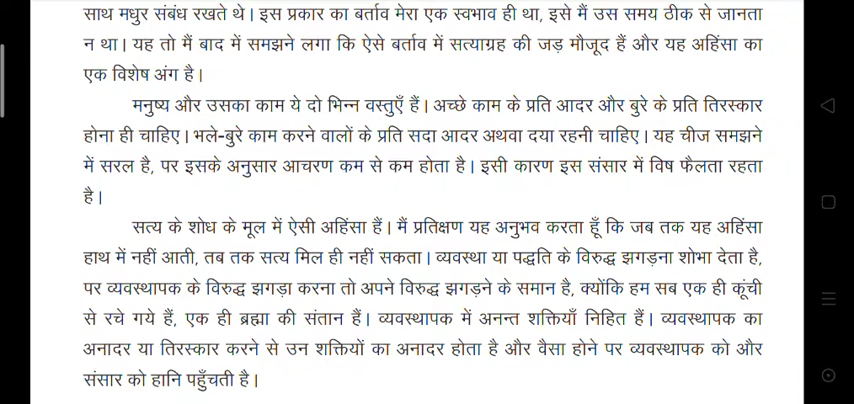 साथ मधुर संबंध रखते थे। इस प्रकार का बर्ताव मेरा एक स्वभाव ही था, इसे मैं उस समय ठीक से जानता
न था। यह तो मैं बाद में समझने लगा कि ऐसे बर्ताव में सत्याग्रह की जड़ मौजूद हैं और यह अहिंसा का
एक विशेष अंग है।
मनुष्य और उसका काम ये दो भिन्न वस्तुएँ हैं। अच्छे काम के प्रति आदर और बुरे के प्रति तिरस्कार
होना ही चाहिए। भले-बुरे काम करने वालों के प्रति सदा आदर अथवा दया रहनी चाहिए। यह चीज समझने
में सरल है, पर इसके अनुसार आचरण कम से कम होता है। इसी कारण इस संसार में विष फैलता रहता
है।
सत्य के शोध के मूल में ऐसी अहिंसा हैं। मैं प्रतिक्षण यह अनुभव करता हूँ कि जब तक यह अहिंसा
हाथ में नहीं आती, तब तक सत्य मिल ही नहीं सकता। व्यवस्था या पद्धति के विरुद्ध झगड़ना शोभा देता है,
पर व्यवस्थापक के विरुद्ध झगड़ा करना तो अपने विरुद्ध झगड़ने के समान है, क्योंकि हम सब एक ही कूंची
से रचे गये हैं, एक ही ब्रह्मा की संतान हैं। व्यवस्थापक में अनन्त शक्तियाँ निहित हैं। व्यवस्थापक का
अनादर या तिरस्कार करने से उन शक्तियों का अनादर होता है और वैसा होने पर व्यवस्थापक को और
संसार को हानि पहुँचती है।